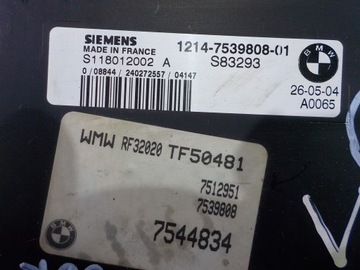 SIEMENS
MADE IN FRANCE
1214-7539808-01
S118012002 A
S83293
0 / 08844 / 240272557 / 04147
BMW
26-05-04
A0065
WMW RF32020 TF50481
7512951
7539808
7544834